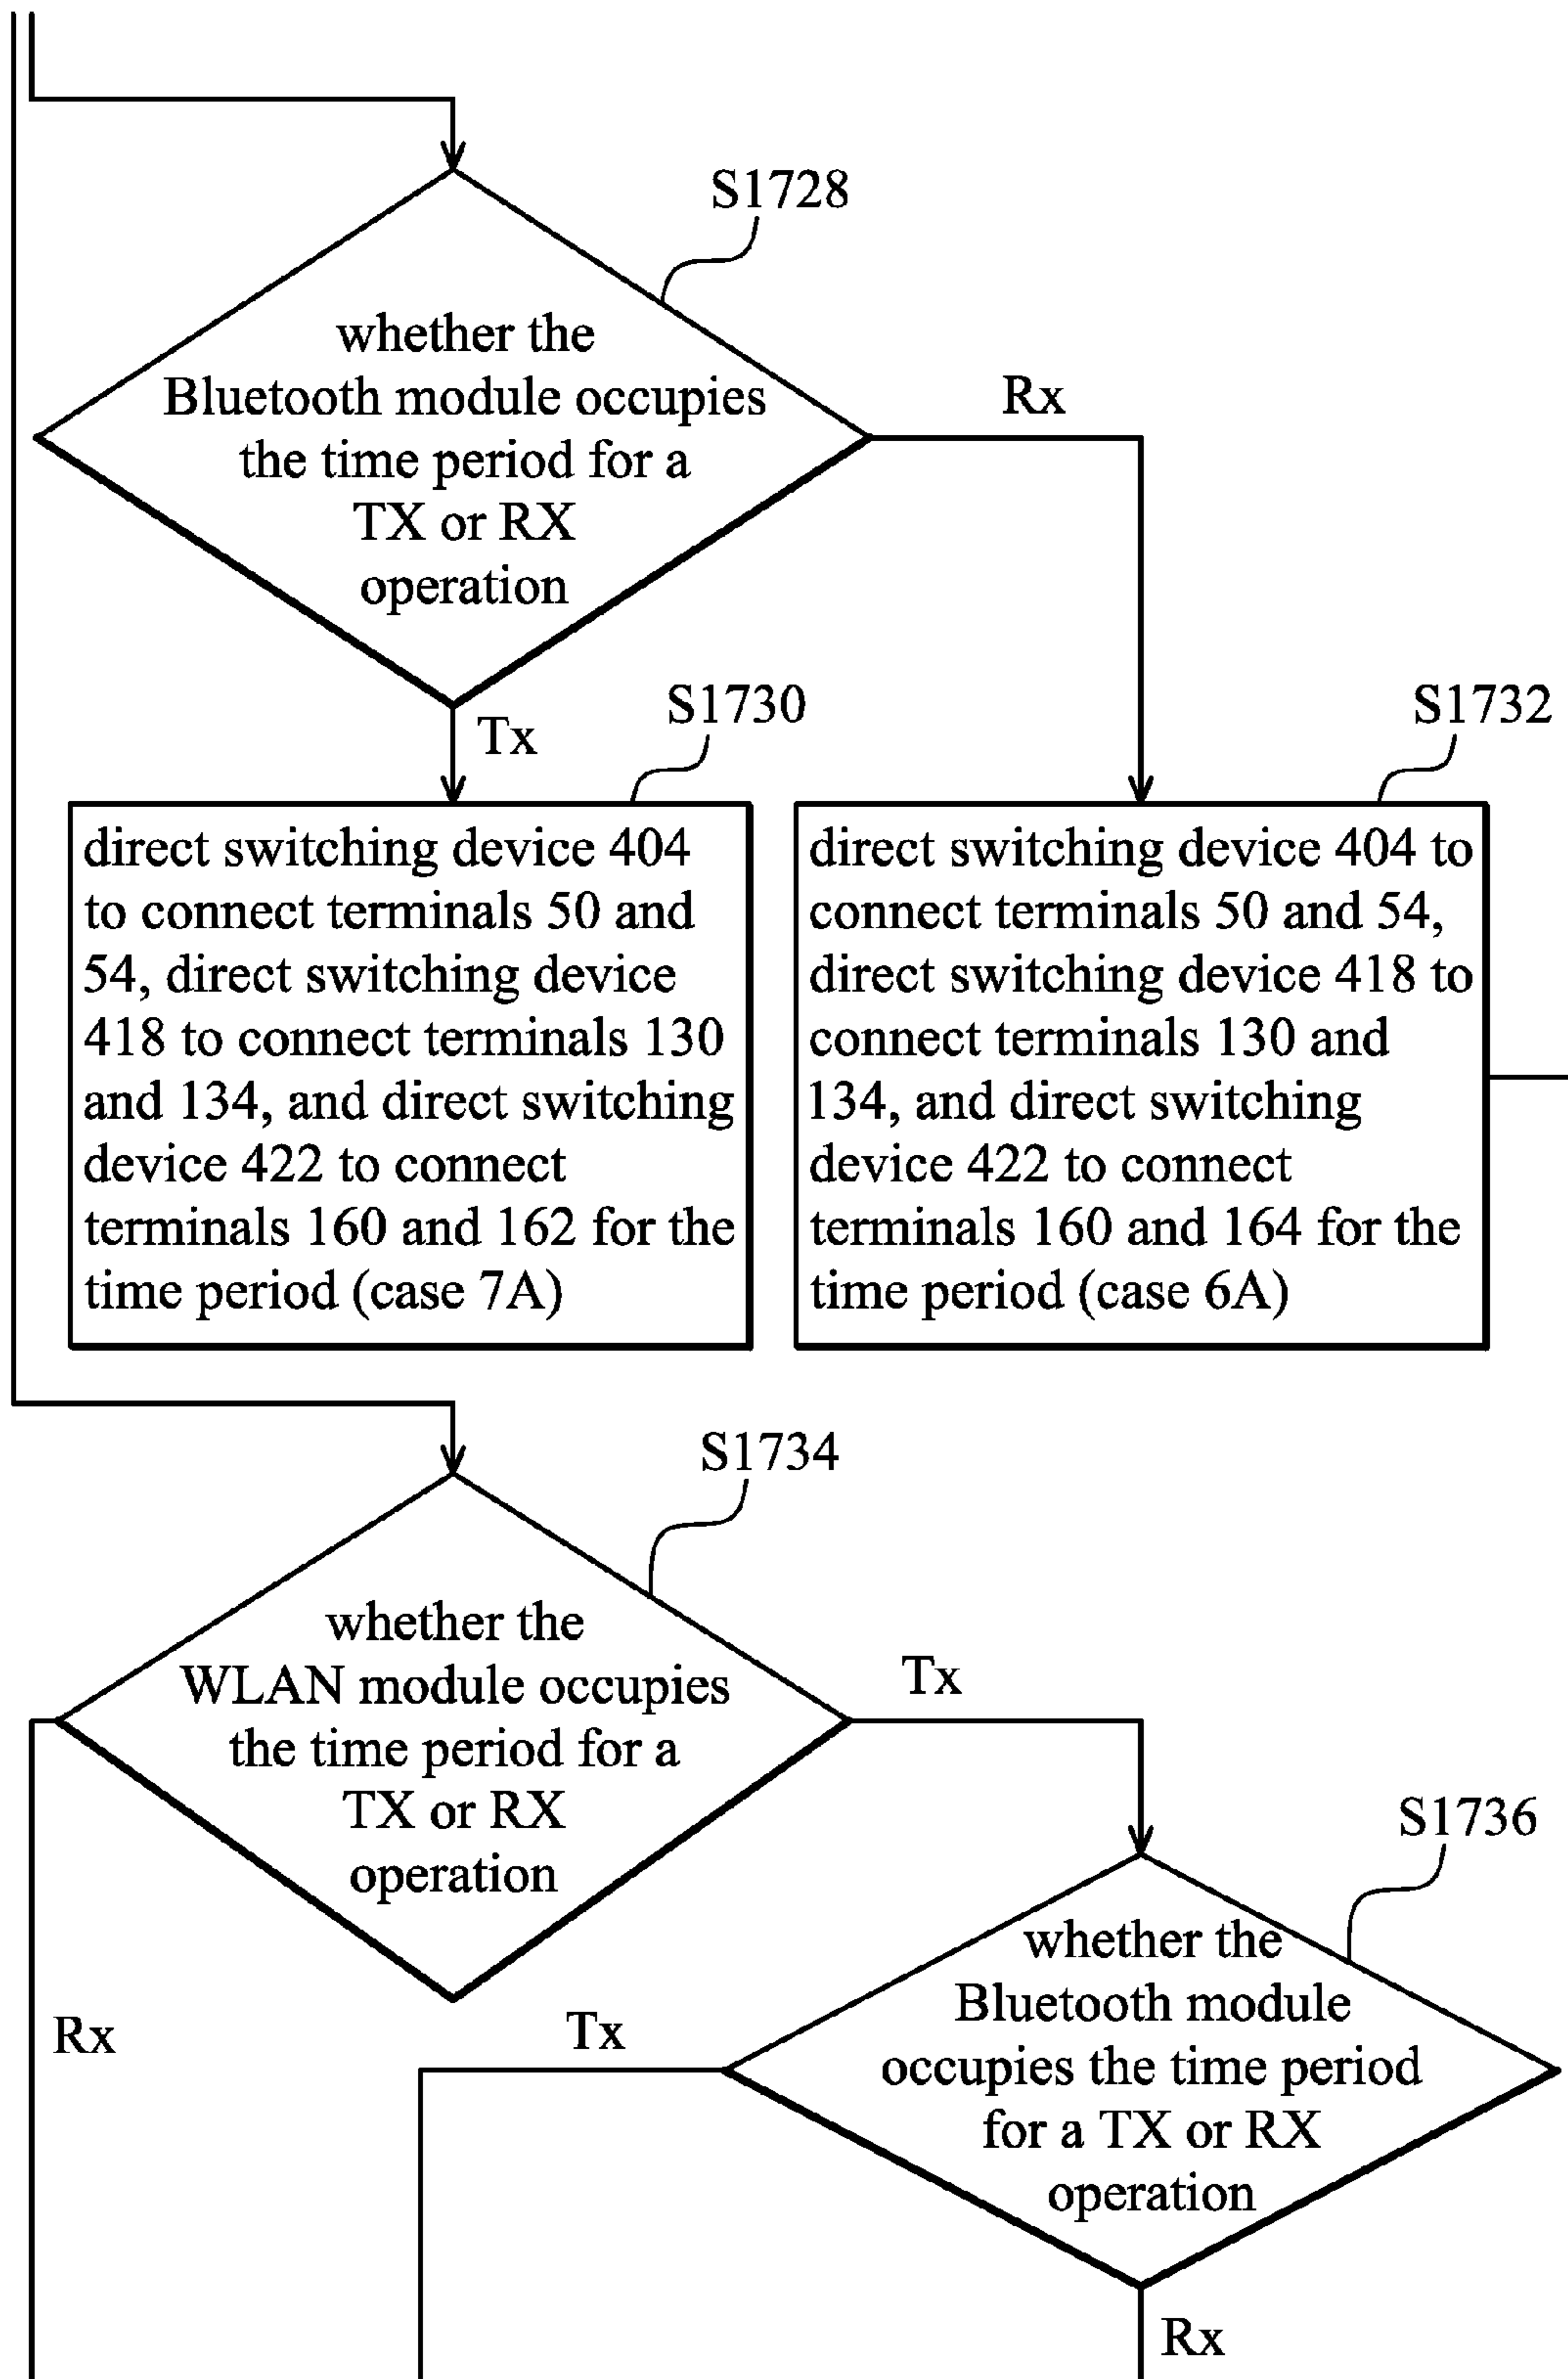 S1728
whether the
Bluetooth module occupies
the time period for a
TX or RX
operation
Rx
Tx
S1730
direct switching device 404
to connect terminals 50 and
54, direct switching device
418 to connect terminals 130
and 134, and direct switching
device 422 to connect
terminals 160 and 162 for the
time period (case 7A)
S1732
direct switching device 404 to
connect terminals 50 and 54,
direct switching device 418 to
connect terminals 130 and
134, and direct switching
device 422 to connect
terminals 160 and 164 for the
time period (case 6A)
S1734
whether the
WLAN module occupies
the time period for a
TX or RX
operation
Tx
Rx
S1736
whether the
Bluetooth module
occupies the time period
for a TX or RX
operation
Tx
Rx